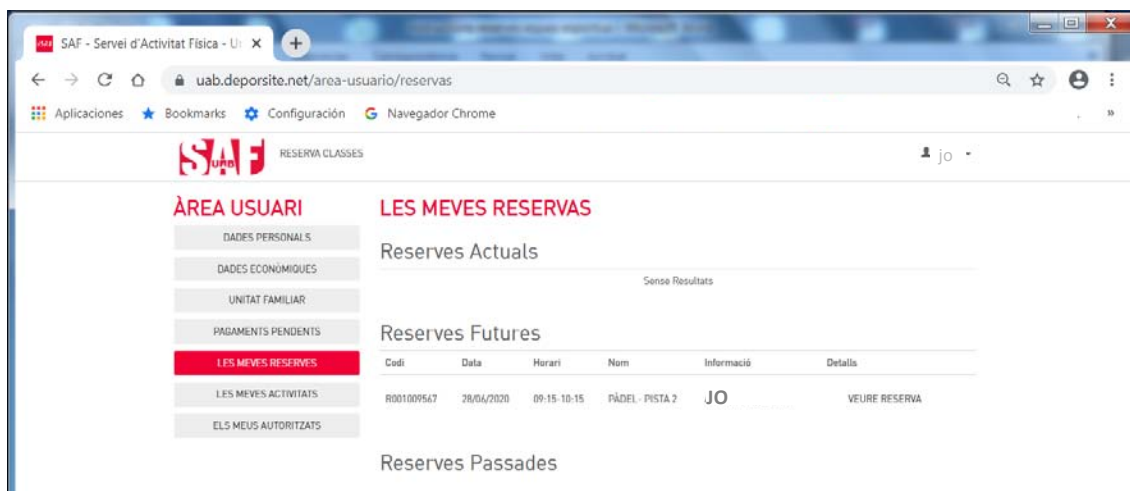 SAF - Servei d'Activitat Física - Un
uab.deporsite.net/area-usuario/reservas
Aplicaciones Bookmarks Configuración Navegador Chrome
SAF UAB RESERVA CLASSES jo
ÀREA USUARI
DADES PERSONALS
DADES ECONÒMIQUES
UNITAT FAMILIAR
PAGAMENTS PENDENTS
LES MEVES RESERVES
LES MEVES ACTIVITATS
ELS MEUS AUTORITZATS
LES MEVES RESERVAS
Reserves Actuals
Sense Resultats
Reserves Futures
Codi Data Horari Nom Informació Detalls
R001009567 28/06/2020 09:15-10:15 PÀDEL - PISTA 2 JO VEURE RESERVA
Reserves Passades